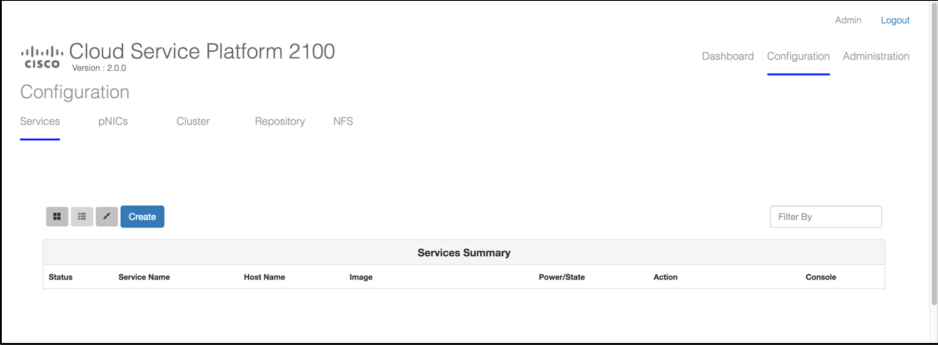 Admin Logout
CISCO Cloud Service Platform 2100
Version : 2.0.0
Dashboard Configuration Administration
Configuration
Services pNICs Cluster Repository NFS
Create Filter By
Services Summary
Status Service Name Host Name Image Power/State Action Console